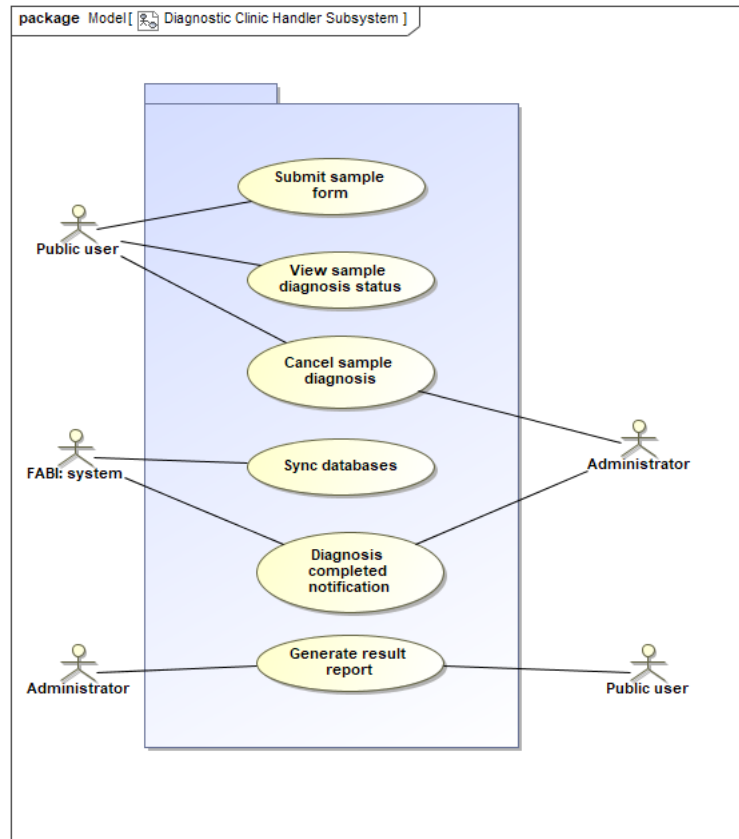 package Model[ Diagnostic Clinic Handler Subsystem ]
Submit sample
form
Public user
View sample
diagnosis status
Cancel sample
diagnosis
FABI: system
Sync databases
Administrator
Diagnosis
completed
notification
Administrator
Generate result
report
Public user